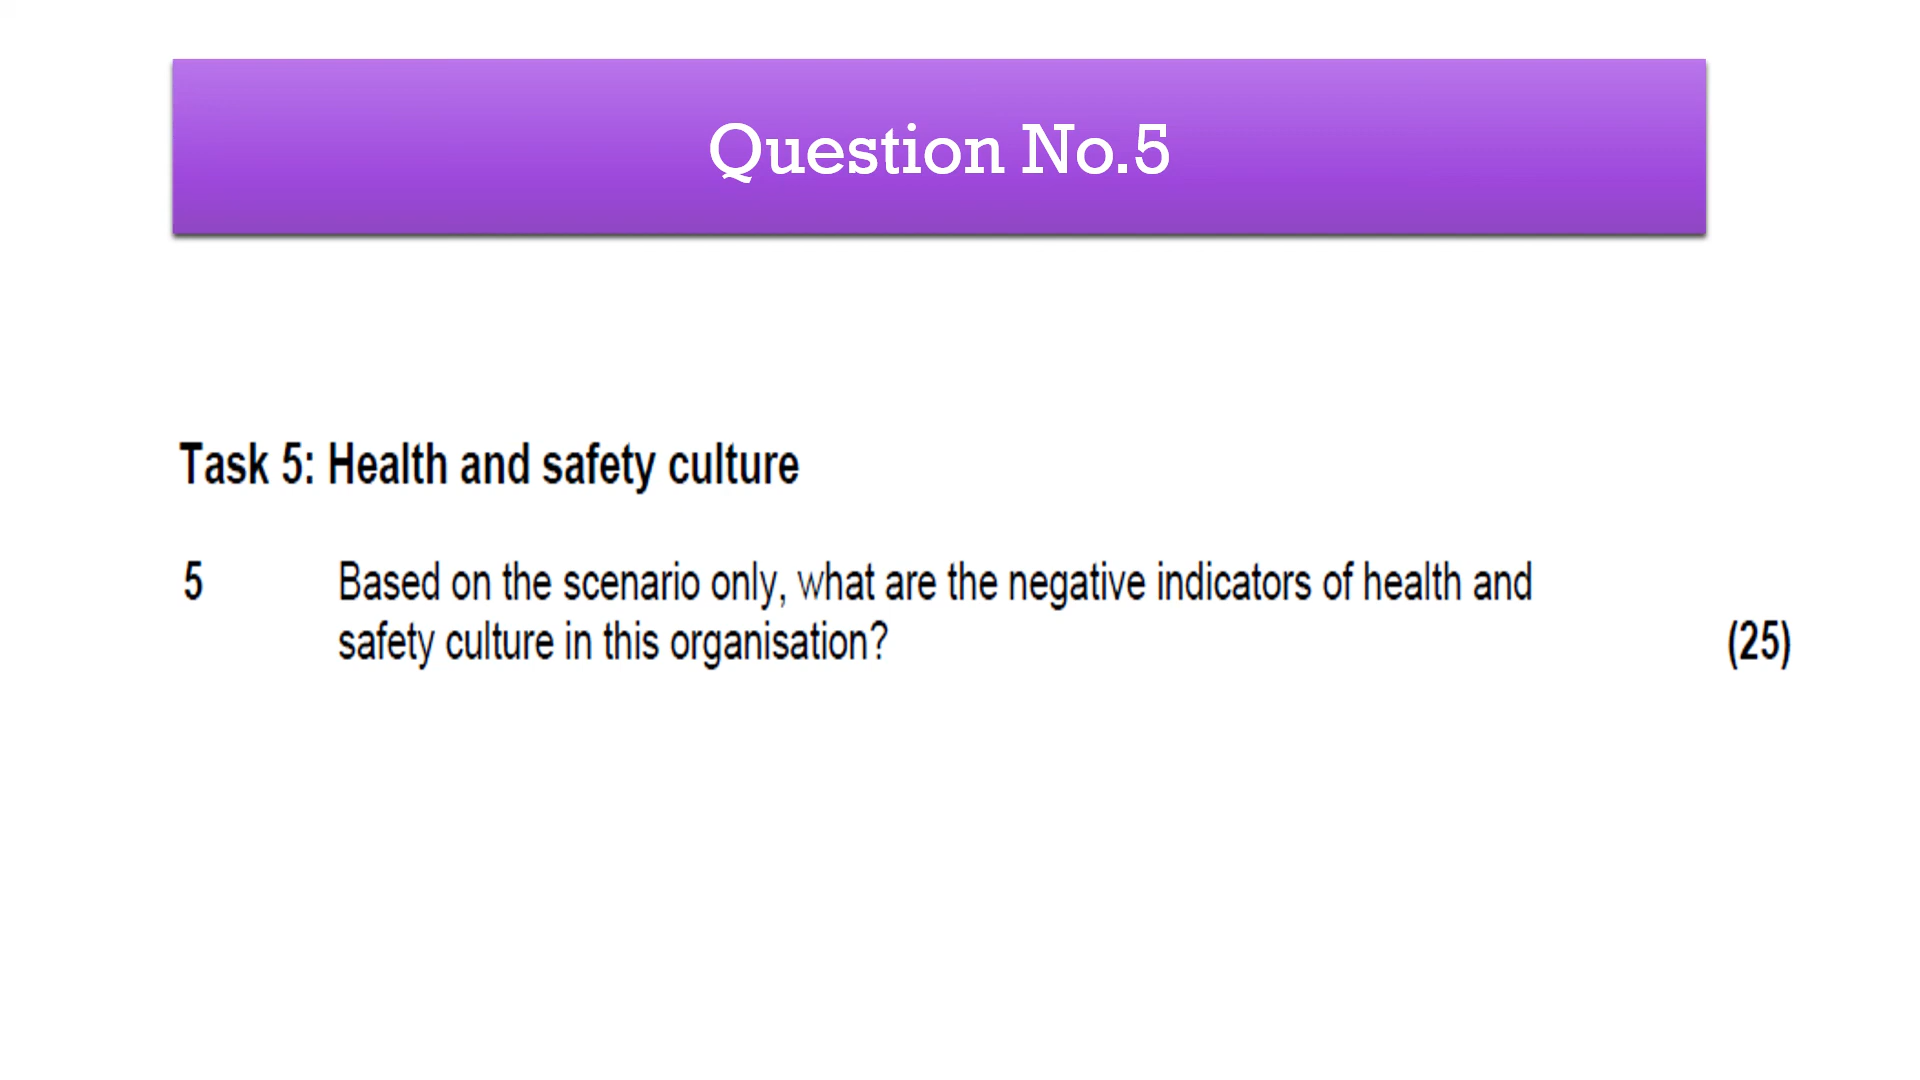 Question No.5
Task 5: Health and safety culture
5 Based on the scenario only, what are the negative indicators of health and
safety culture in this organisation? (25)